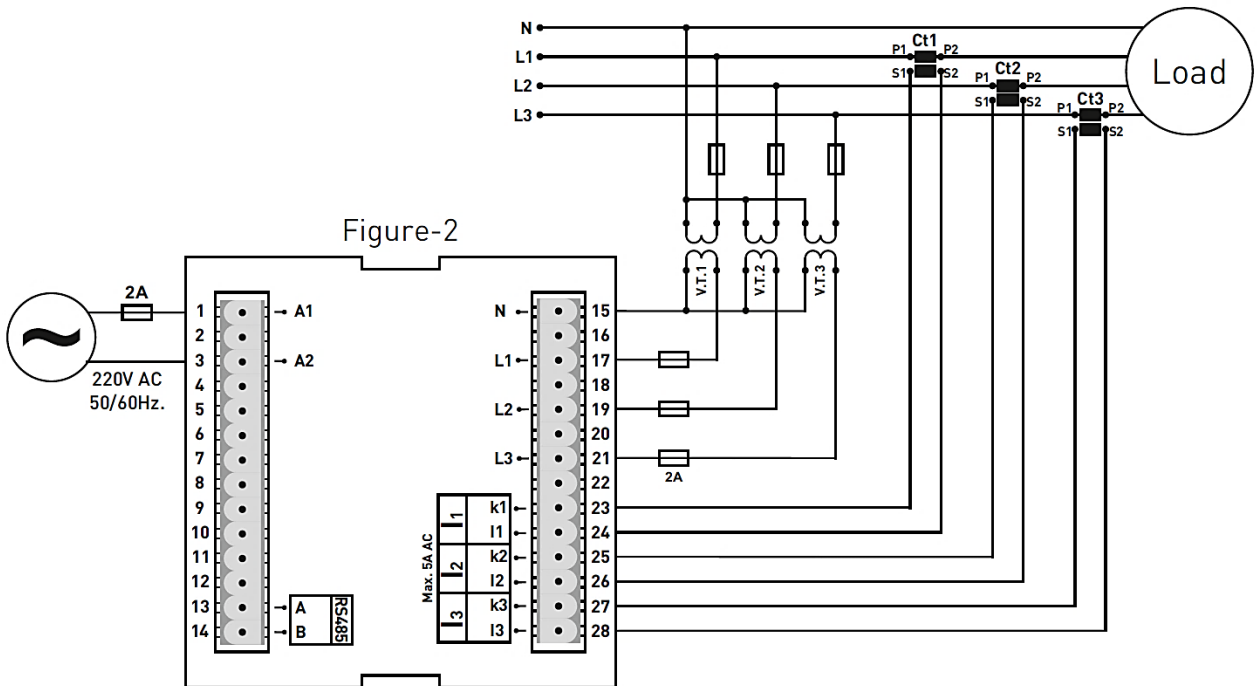 N
L1
L2
L3
P1 Ct1 P2
S1 S2
P1 Ct2 P2
S1 S2
P1 Ct3 P2
S1 S2
Load
Figure-2
V.T.1
V.T.2
V.T.3
2A
220V AC
50/60Hz.
1 A1
2
3 A2
4
5
6
7
8
9
10
11
12
13 A
14 B
RS485
N 15
16
L1 17
18
L2 19
20
L3 21
22
2A
Max. 5A AC
I1
I2
I3
k1 23
l1 24
k2 25
l2 26
k3 27
l3 28